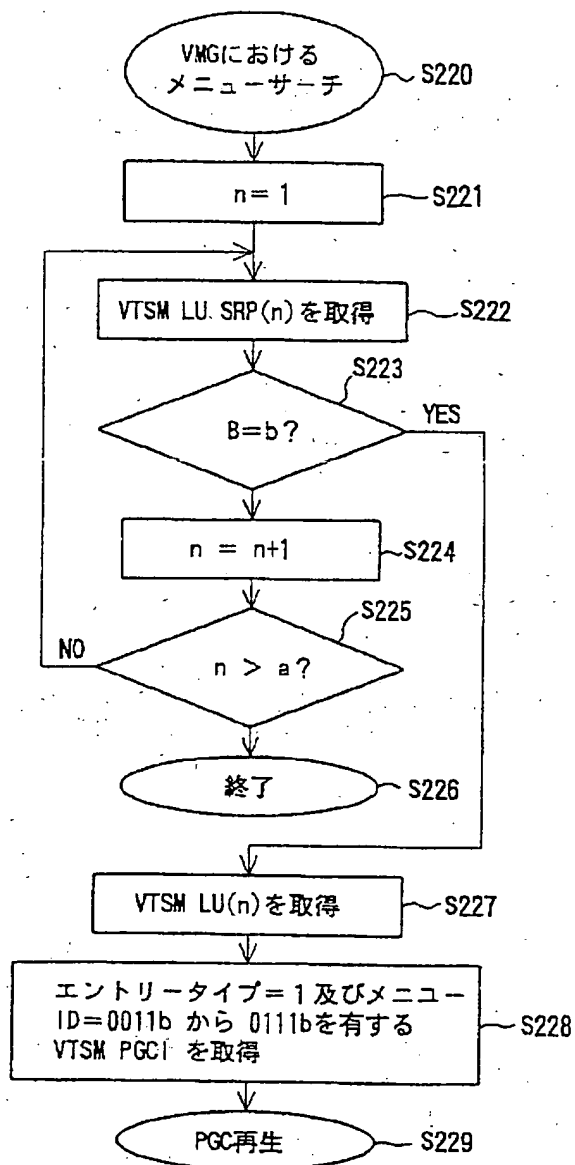 VMGにおける
メニューサーチ
S220
n= 1
S221
VTSM LU.SRP(n)を取得
S222
S223
B=b?
YES
n = n+1
S224
S225
NO
n > a?
終了
S226
VTSM LU(n)を取得
S227
エントリータイプ=1 及びメニュー
ID=0011b から 0111bを有する
VTSM PGCI を取得
S228
PGC再生
S229